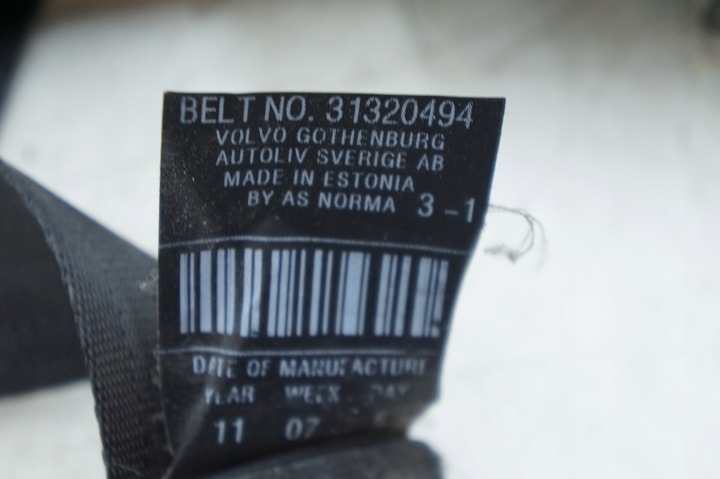 BELT NO. 31320494
VOLVO GOTHENBURG
AUTOLIV SVERIGE AB
MADE IN ESTONIA
BY AS NORMA 3-1
DATE OF MANUFACTURE
YEAR WEEK DAY
11 07